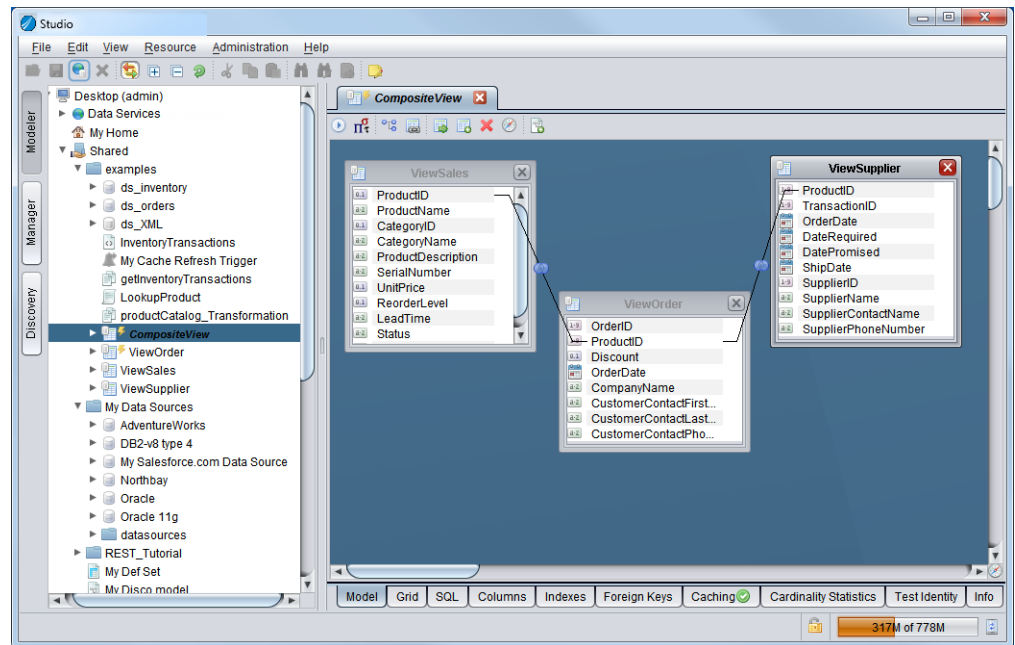 Studio
File Edit View Resource Administration Help
Modeler
Manager
Discovery
Desktop (admin)
Data Services
My Home
Shared
examples
ds_inventory
ds_orders
ds_XML
InventoryTransactions
My Cache Refresh Trigger
getInventoryTransactions
LookupProduct
productCatalog_Transformation
CompositeView
ViewOrder
ViewSales
ViewSupplier
My Data Sources
AdventureWorks
DB2-v8 type 4
My Salesforce.com Data Source
Northbay
Oracle
Oracle 11g
datasources
REST_Tutorial
My Def Set
My Disco model
CompositeView
ViewSales
ProductID
ProductName
CategoryID
CategoryName
ProductDescription
SerialNumber
UnitPrice
ReorderLevel
LeadTime
Status
ViewOrder
OrderID
ProductID
Discount
OrderDate
CompanyName
CustomerContactFirst...
CustomerContactLast...
CustomerContactPho...
ViewSupplier
ProductID
TransactionID
OrderDate
DateRequired
DatePromised
ShipDate
SupplierID
SupplierName
SupplierContactName
SupplierPhoneNumber
Model Grid SQL Columns Indexes Foreign Keys Caching Cardinality Statistics Test Identity Info
317M of 778M